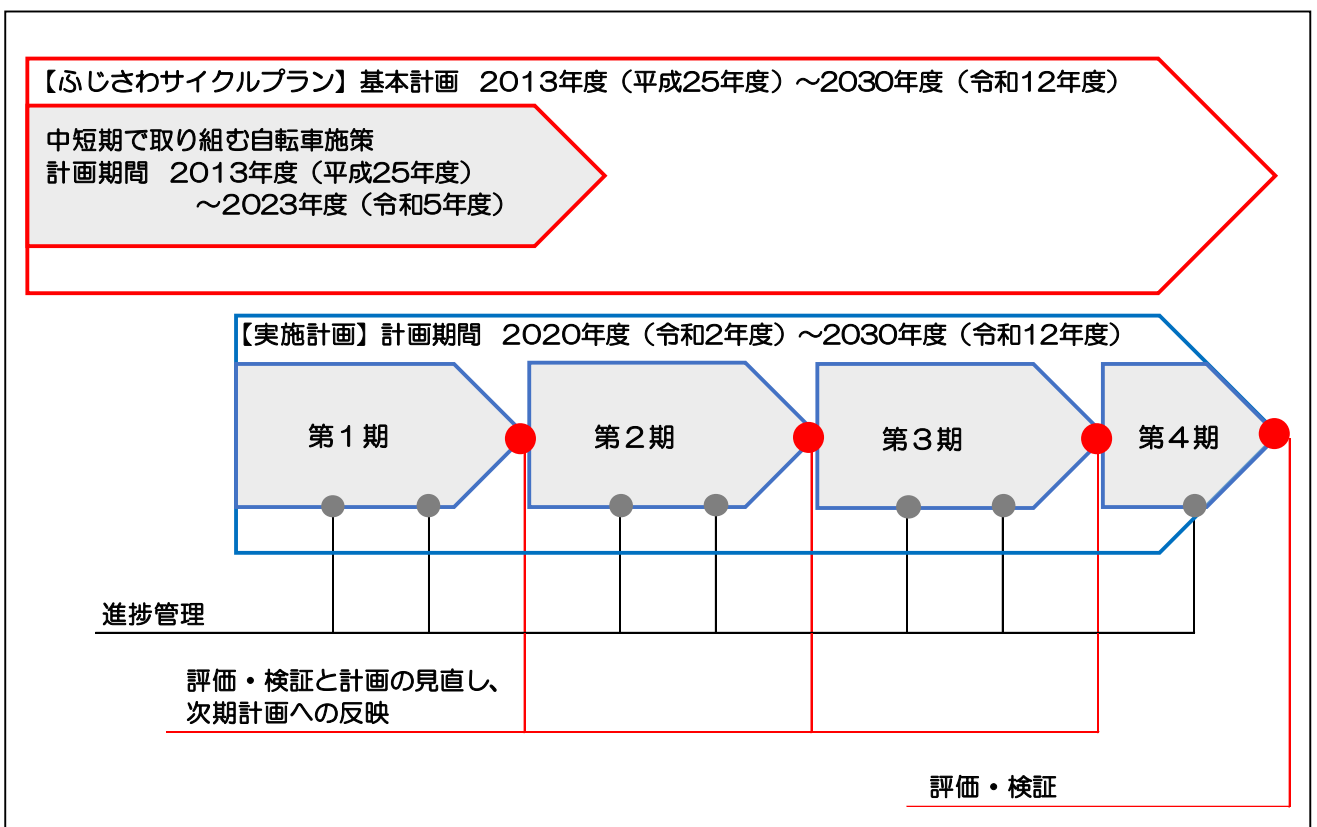 【ふじさわサイクルプラン】基本計画　2013年度（平成25年度）～2030年度（令和12年度）
中短期で取り組む自転車施策
計画期間　2013年度（平成25年度）
～2023年度（令和5年度）
【実施計画】計画期間　2020年度（令和2年度）～2030年度（令和12年度）
第１期
第２期
第３期
第４期
進捗管理
評価・検証と計画の見直し、
次期計画への反映
評価・検証